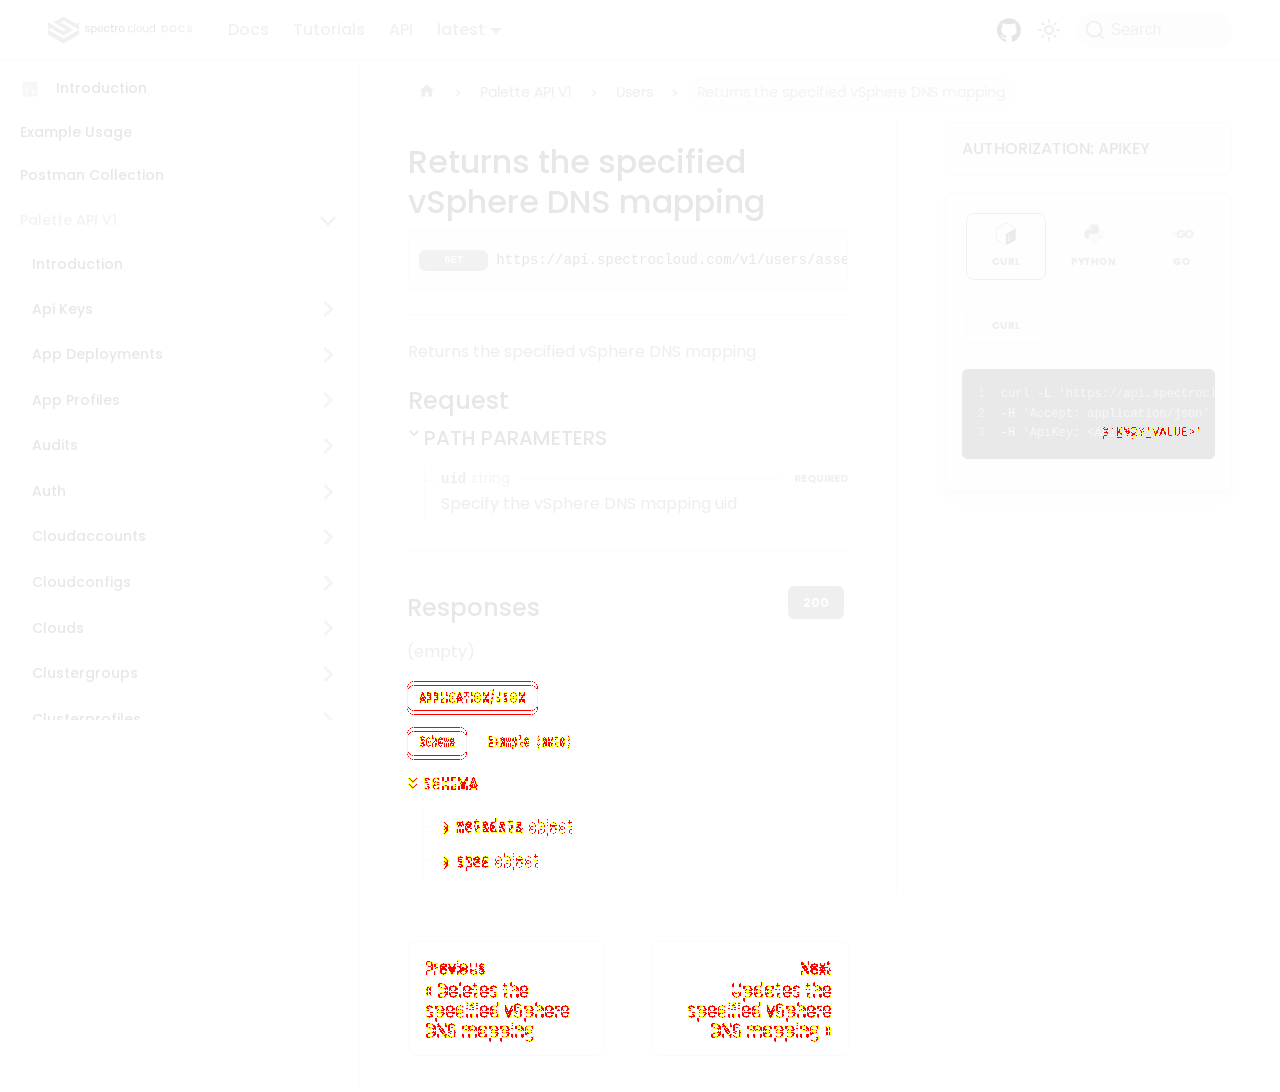 spectro cloud DOCS
Docs
Tutorials
API
latest
Search
Introduction
Example Usage
Postman Collection
Palette API V1
Introduction
Api Keys
App Deployments
App Profiles
Audits
Auth
Cloudaccounts
Cloudconfigs
Clouds
Clustergroups
Clusterprofiles
Palette API V1
Users
Returns the specified vSphere DNS mapping
Returns the specified
vSphere DNS mapping
GET https://api.spectrocloud.com/v1/users/asse
Returns the specified vSphere DNS mapping
Request
PATH PARAMETERS
uid string REQUIRED
Specify the vSphere DNS mapping uid
Responses
200
(empty)
APPLICATION/JSON
Schema
Example (auto)
SCHEMA
metadata object
spec object
Previous
« Deletes the
specified vSphere
DNS mapping
Next
Updates the
specified vSphere
DNS mapping »
AUTHORIZATION: APIKEY
CURL
PYTHON
GO
CURL
1 curl -L 'https://api.spectrocl
2 -H 'Accept: application/json'
3 -H 'ApiKey: VALUE>'